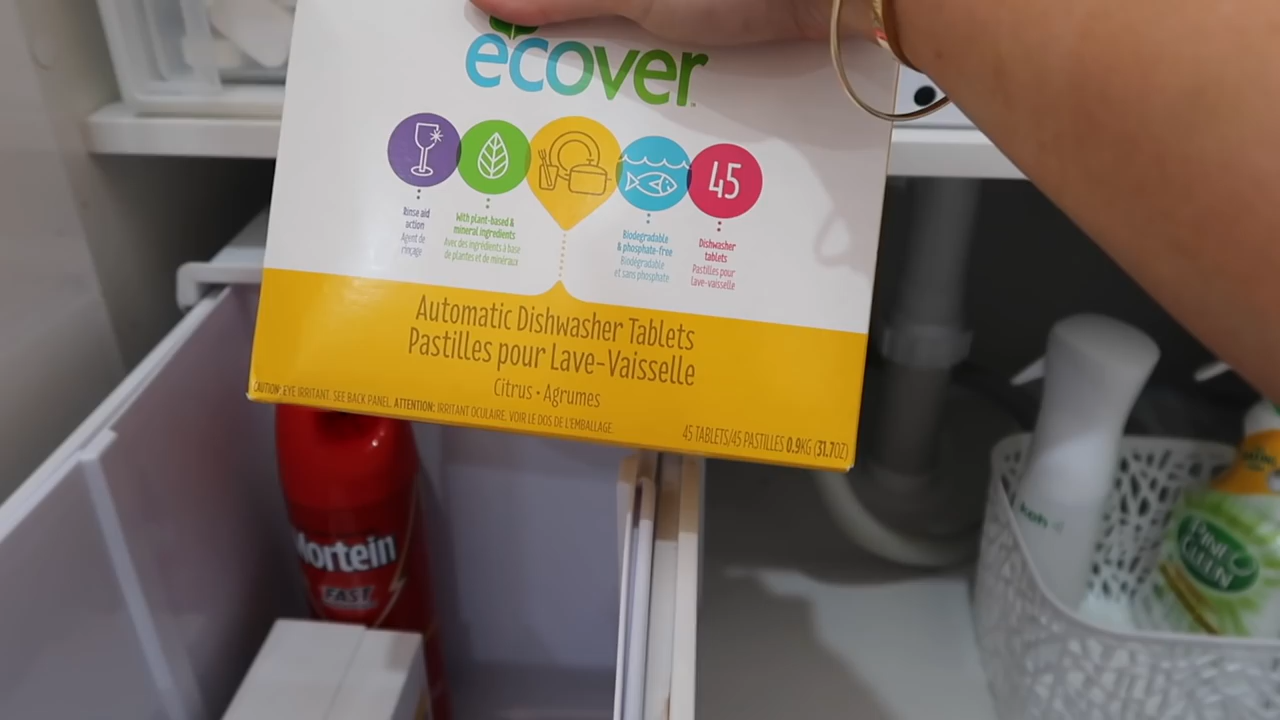 ecover
45
Rinse aid
action
Agent de
rinçage
With plant-based &
mineral ingredients
Avec des ingrédients à base
de plantes et de minéraux
Biodegradable
& phosphate-free
Biodégradable
et sans phosphate
Dishwasher
tablets
Pastilles pour
lave-vaisselle
Automatic Dishwasher Tablets
Pastilles pour Lave-Vaisselle
Citrus • Agrumes
CAUTION: EYE IRRITANT. SEE BACK PANEL. ATTENTION: IRRITANT OCULAIRE. VOIR LE DOS DE L'EMBALLAGE.
45 TABLETS/45 PASTILLES 0.9KG (31.7OZ)
Mortein
FAST
koh
PINE
O
CLEEN